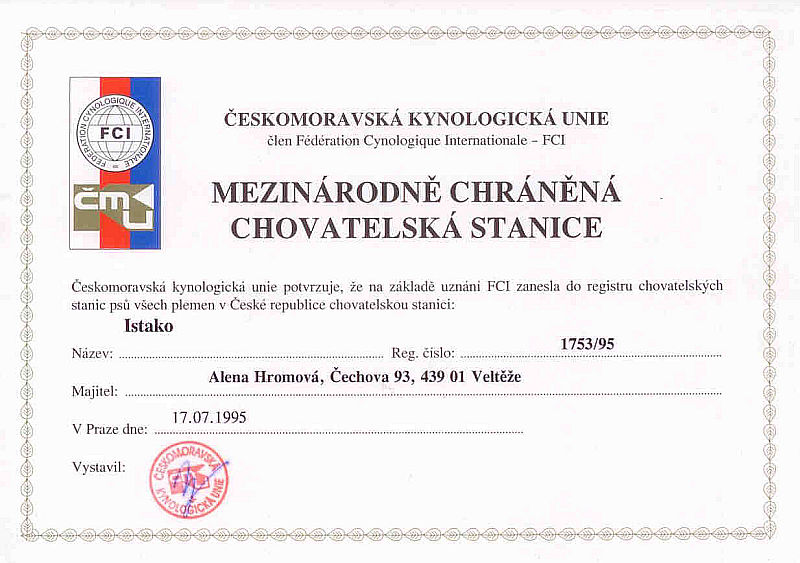 FÉDÉRATION CYNOLOGIQUE INTERNATIONALE
FCI
ČMKU
ČESKOMORAVSKÁ KYNOLOGICKÁ UNIE
člen Fédération Cynologique Internationale – FCI
MEZINÁRODNĚ CHRÁNĚNÁ
CHOVATELSKÁ STANICE
Českomoravská kynologická unie potvrzuje, že na základě uznání FCI zanesla do registru chovatelských
stanic psů všech plemen v České republice chovatelskou stanici:
Istako
Název: Reg. číslo: 1753/95
Majitel: Alena Hromová, Čechova 93, 439 01 Veltěže
V Praze dne: 17.07.1995
Vystavil:
ČESKOMORAVSKÁ KYNOLOGICKÁ UNIE